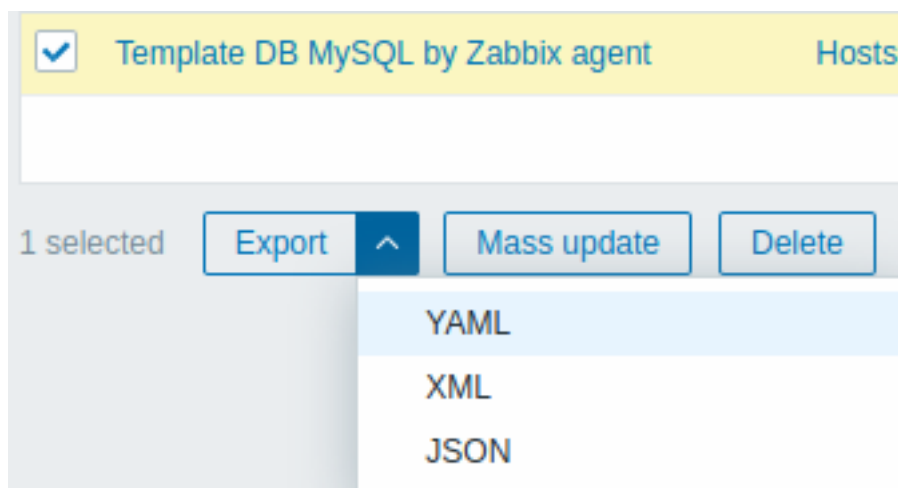 Template DB MySQL by Zabbix agent Hosts
1 selected Export Mass update Delete
YAML
XML
JSON